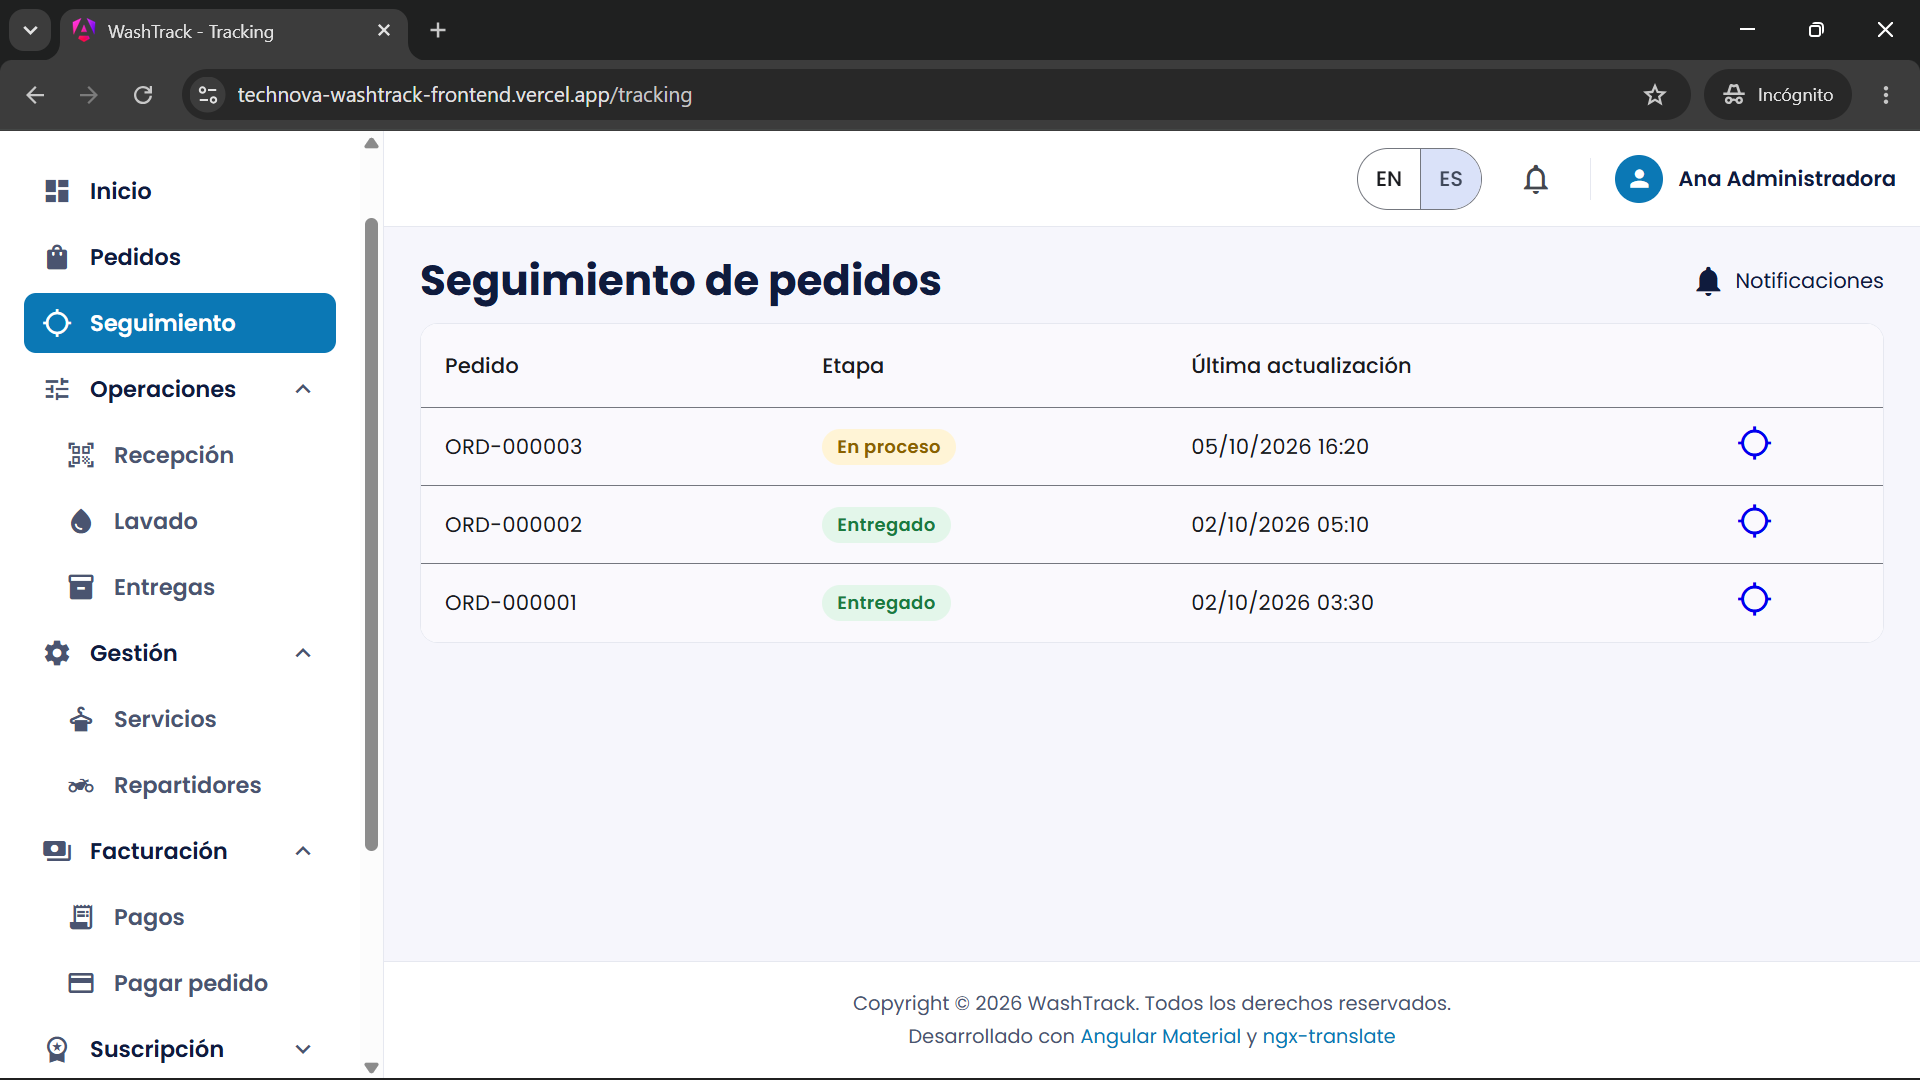 WashTrack - Tracking
technova-washtrack-frontend.vercel.app/tracking
Incógnito
Inicio
Pedidos
Seguimiento
Operaciones
Recepción
Lavado
Entregas
Gestión
Servicios
Repartidores
Facturación
Pagos
Pagar pedido
Suscripción
EN ES
Ana Administradora
Seguimiento de pedidos
Notificaciones
Pedido Etapa Última actualización
ORD-000003 En proceso 05/10/2026 16:20
ORD-000002 Entregado 02/10/2026 05:10
ORD-000001 Entregado 02/10/2026 03:30
Copyright © 2026 WashTrack. Todos los derechos reservados.
Desarrollado con Angular Material y ngx-translate